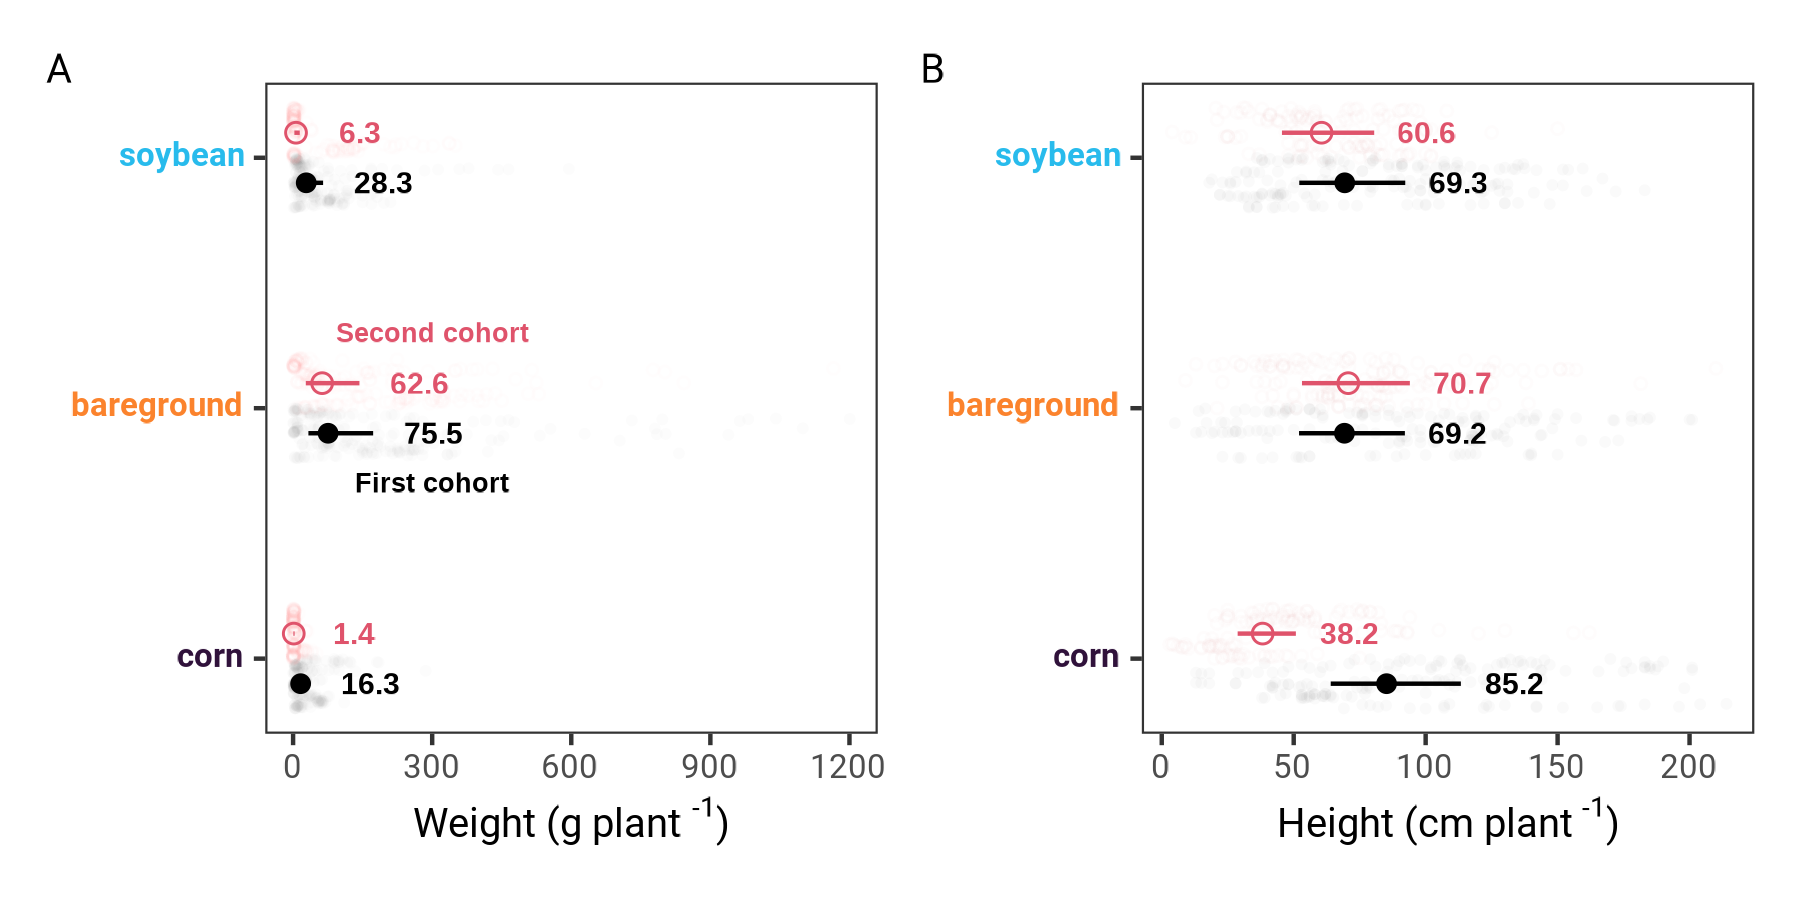 A
soybean
6.3
28.3
Second cohort
bareground
62.6
75.5
First cohort
corn
1.4
16.3
0 300 600 900 1200
Weight (g plant ⁻¹)
B
soybean
60.6
69.3
bareground
70.7
69.2
corn
38.2
85.2
0 50 100 150 200
Height (cm plant ⁻¹)